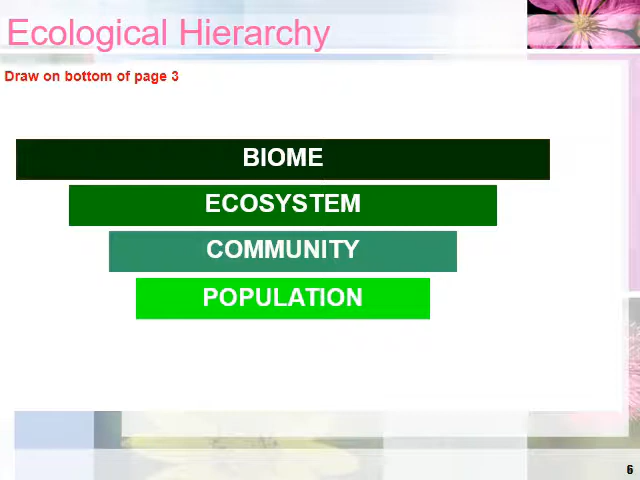 Ecological Hierarchy
Draw on bottom of page 3
BIOME
ECOSYSTEM
COMMUNITY
POPULATION
6